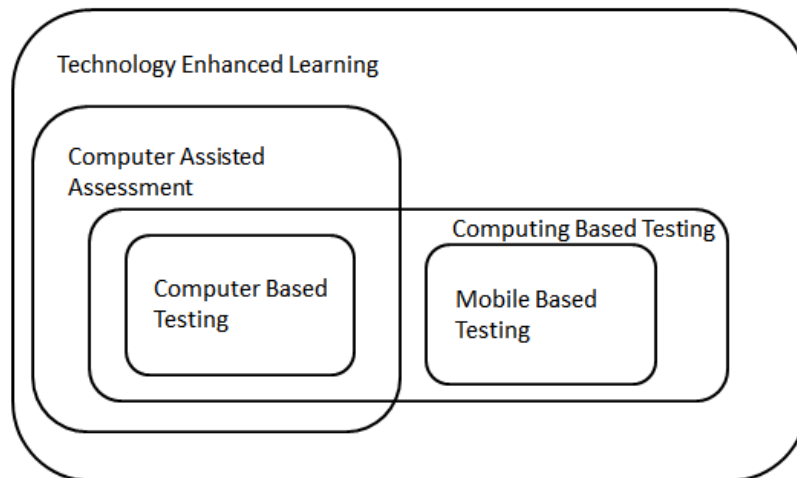 Technology Enhanced Learning
Computer Assisted
Assessment
Computing Based Testing
Computer Based
Testing
Mobile Based
Testing